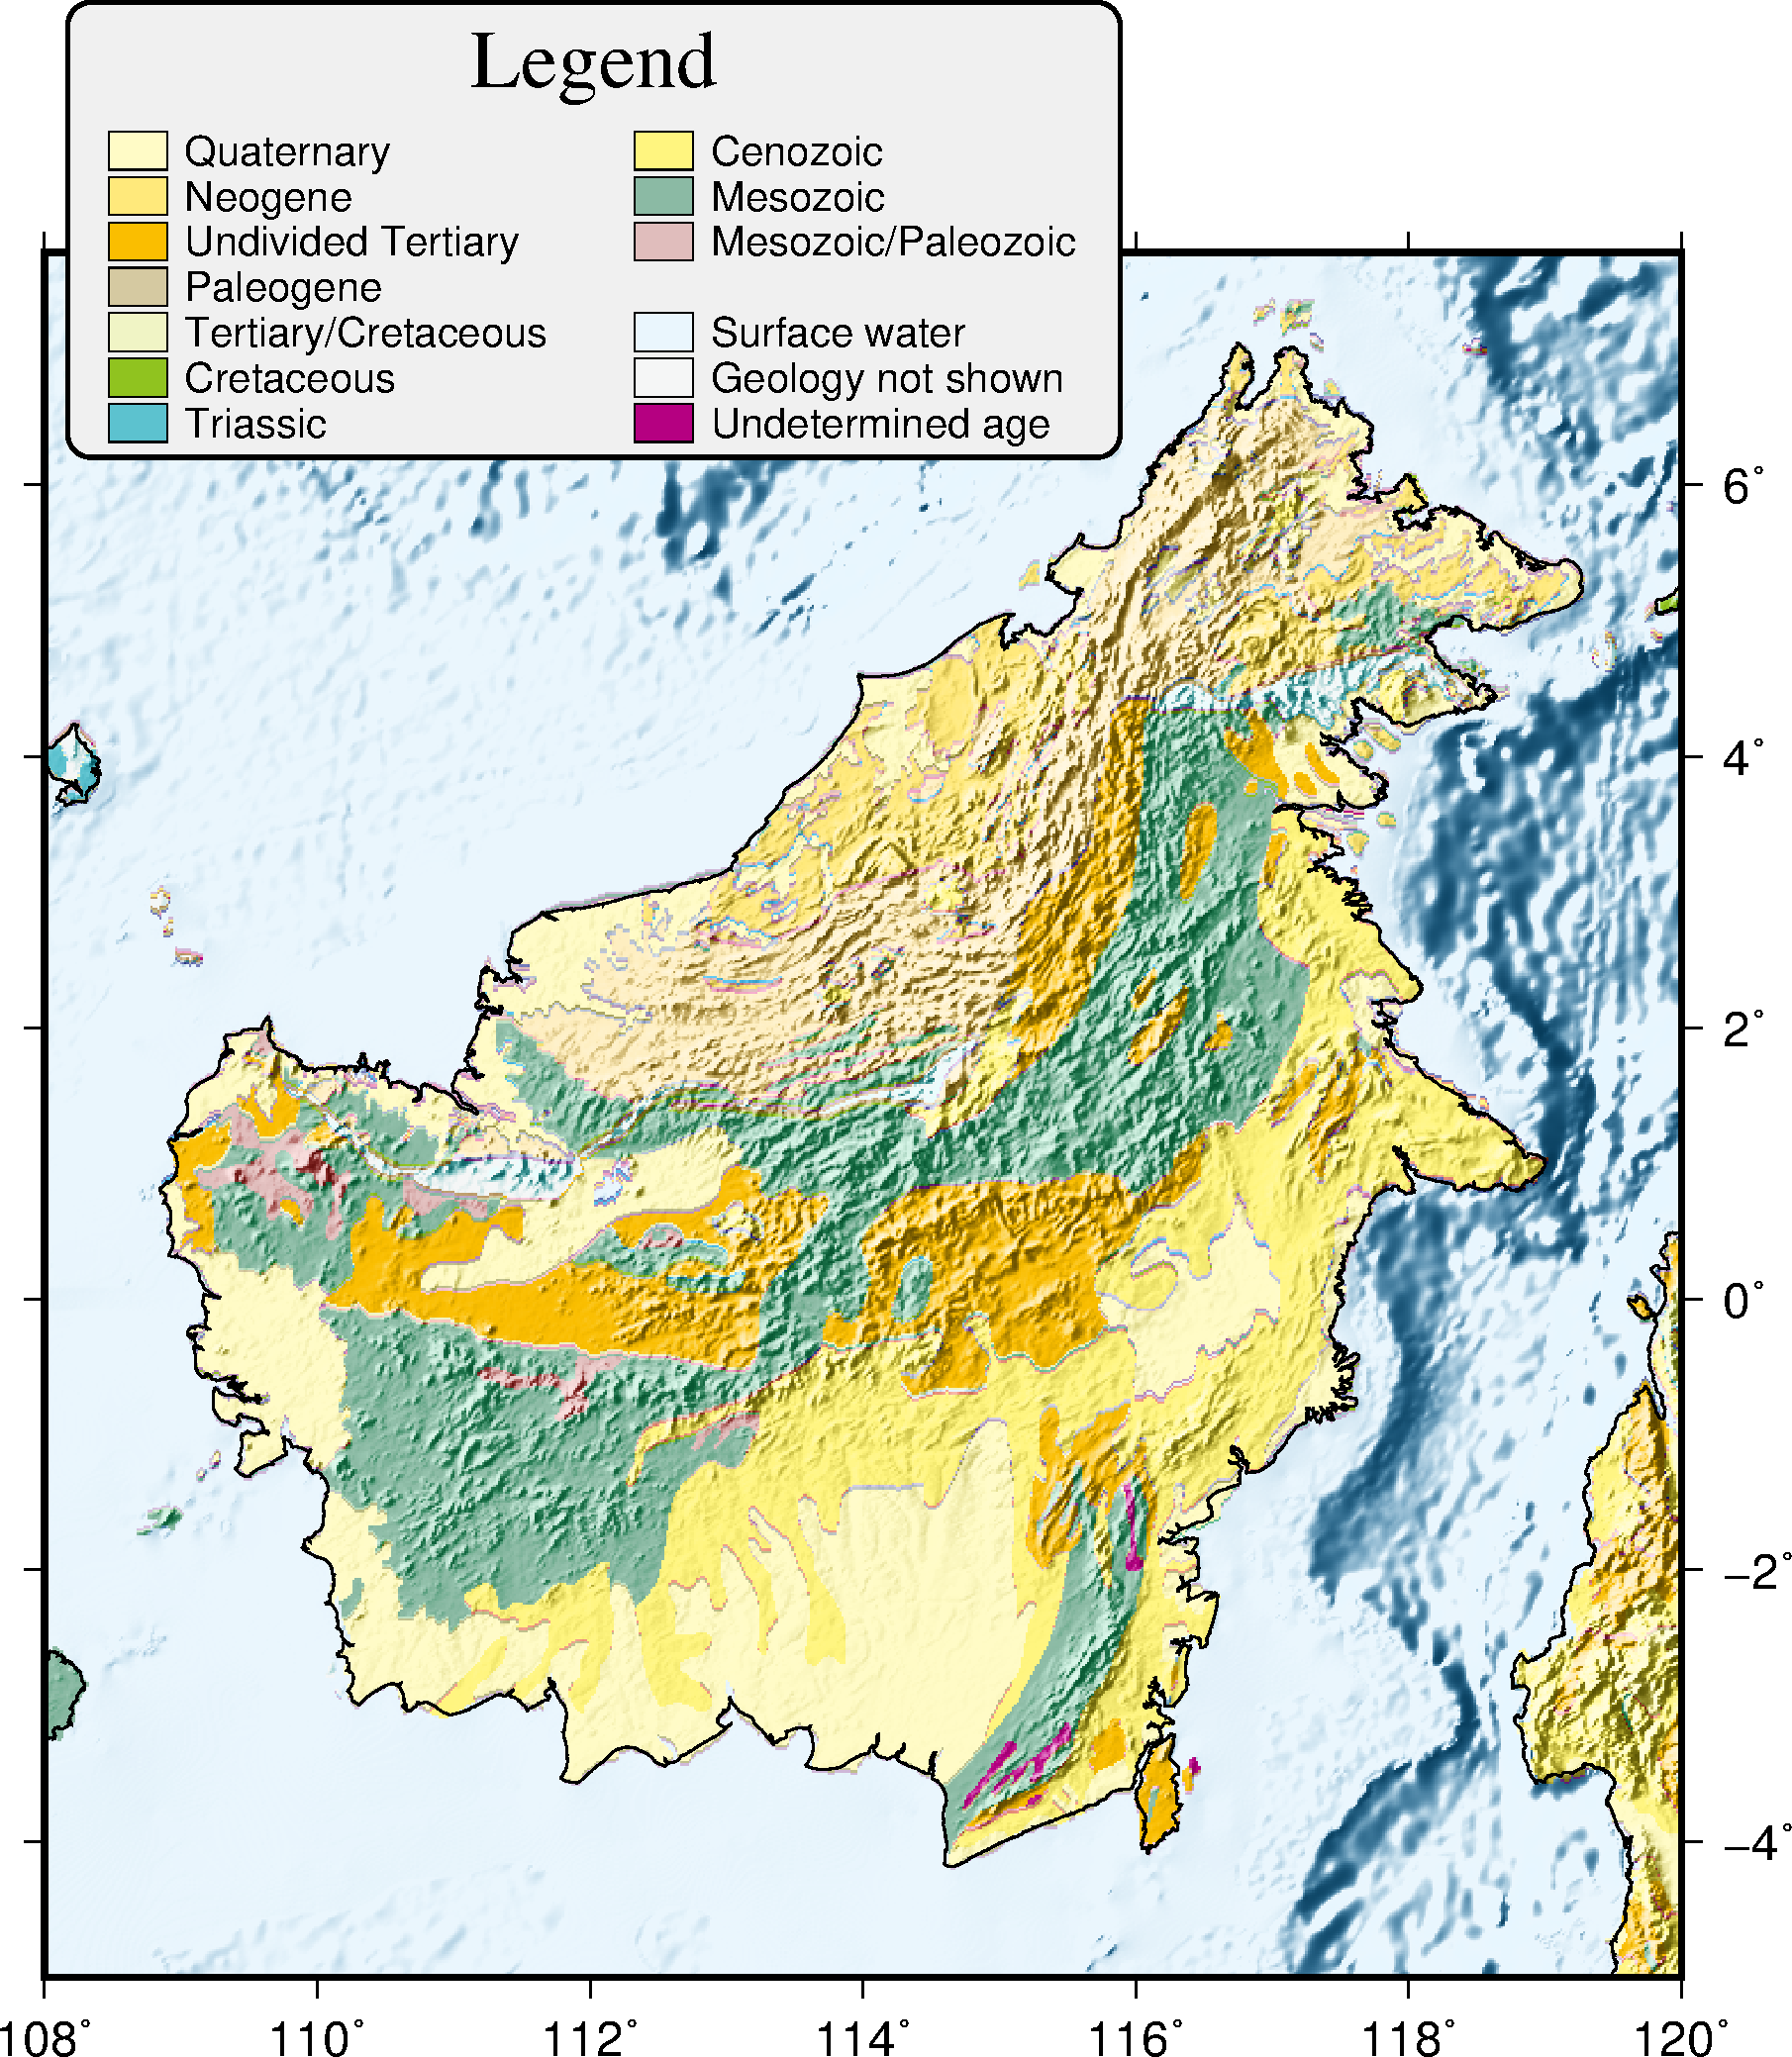 Legend
Quaternary
Neogene
Undivided Tertiary
Paleogene
Tertiary/Cretaceous
Cretaceous
Triassic
Cenozoic
Mesozoic
Mesozoic/Paleozoic
Surface water
Geology not shown
Undetermined age
6°
4°
2°
0°
−2°
−4°
108° 110° 112° 114° 116° 118° 120°